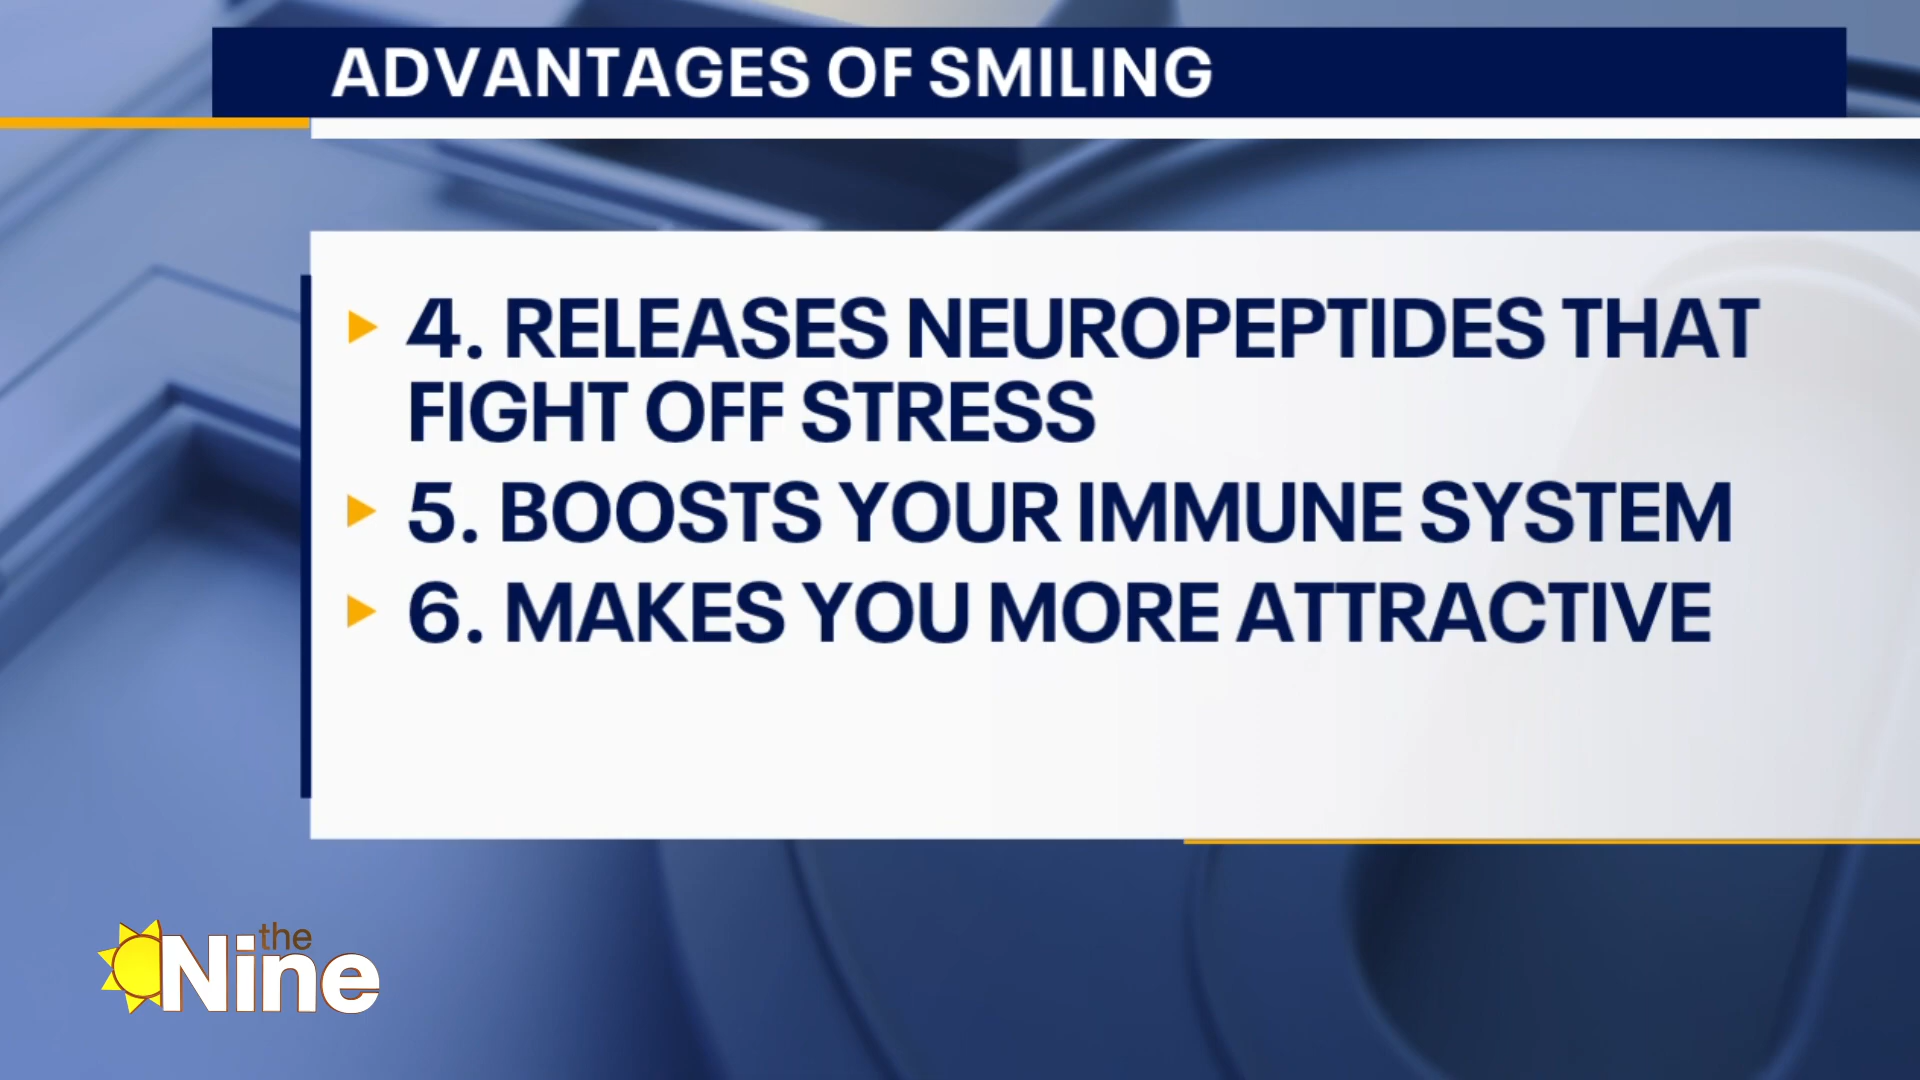 ADVANTAGES OF SMILING
4. RELEASES NEUROPEPTIDES THAT
FIGHT OFF STRESS
5. BOOSTS YOUR IMMUNE SYSTEM
6. MAKES YOU MORE ATTRACTIVE
the
Nine